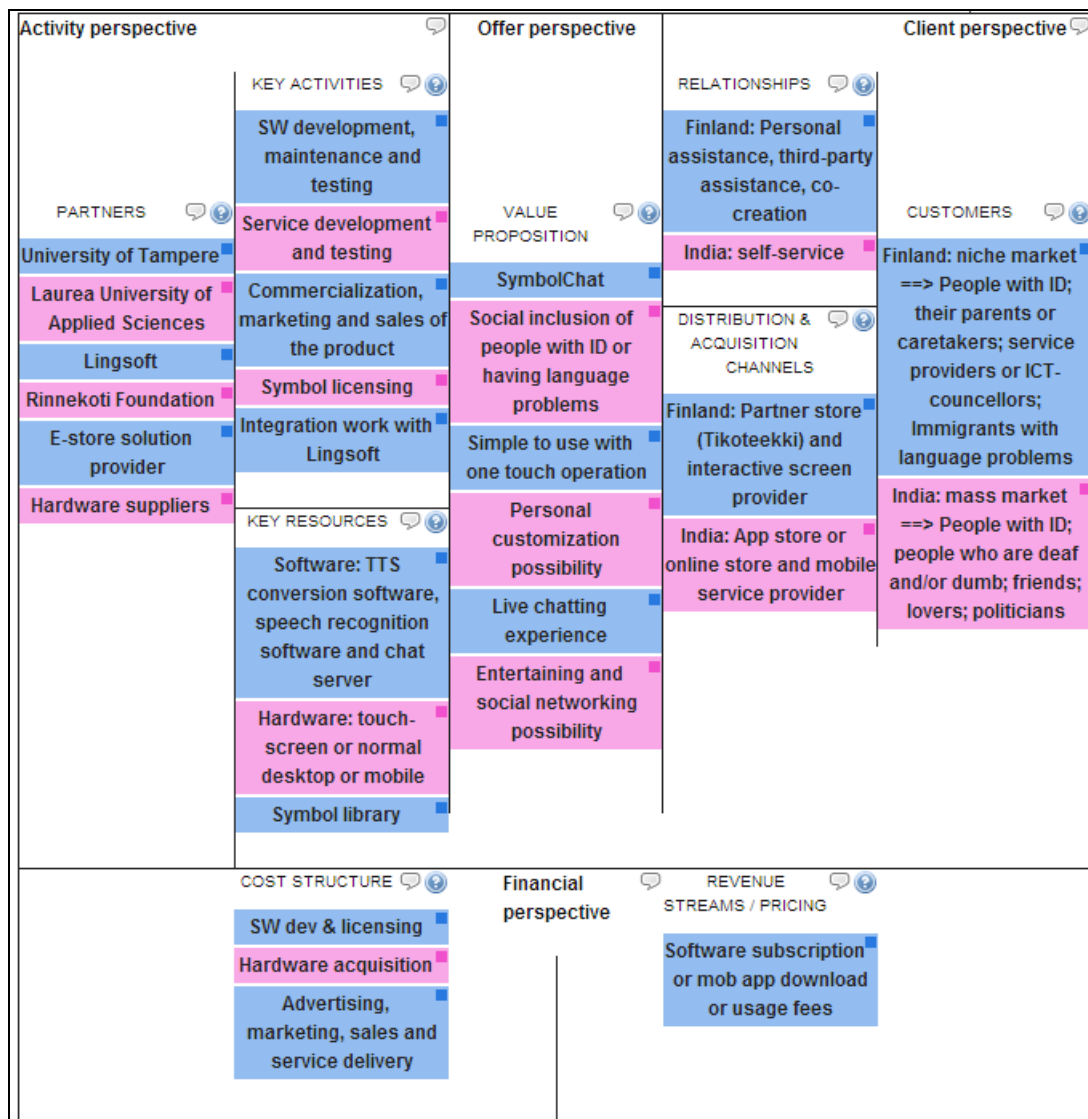 Activity perspective
Offer perspective
Client perspective
PARTNERS
University of Tampere
Laurea University of
Applied Sciences
Lingsoft
Rinnekoti Foundation
E-store solution
provider
Hardware suppliers
KEY ACTIVITIES
SW development,
maintenance and
testing
Service development
and testing
Commercialization,
marketing and sales of
the product
Symbol licensing
Integration work with
Lingsoft
KEY RESOURCES
Software: TTS
conversion software,
speech recognition
software and chat
server
Hardware: touch-
screen or normal
desktop or mobile
Symbol library
VALUE
PROPOSITION
SymbolChat
Social inclusion of
people with ID or
having language
problems
Simple to use with
one touch operation
Personal
customization
possibility
Live chatting
experience
Entertaining and
social networking
possibility
RELATIONSHIPS
Finland: Personal
assistance, third-party
assistance, co-
creation
India: self-service
DISTRIBUTION &
ACQUISITION
CHANNELS
Finland: Partner store
(Tikoteekki) and
interactive screen
provider
India: App store or
online store and mobile
service provider
CUSTOMERS
Finland: niche market
==> People with ID;
their parents or
caretakers; service
providers or ICT-
councellors;
Immigrants with
language problems
India: mass market
==> People with ID;
people who are deaf
and/or dumb; friends;
lovers; politicians
COST STRUCTURE
SW dev & licensing
Hardware acquisition
Advertising,
marketing, sales and
service delivery
Financial
perspective
REVENUE
STREAMS / PRICING
Software subscription
or mob app download
or usage fees